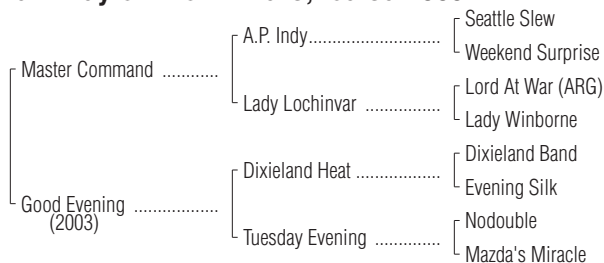 Seattle Slew
A.P. Indy..........................
Weekend Surprise
Master Command ............
Lord At War (ARG)
Lady Lochinvar ...............
Lady Winborne
Dixieland Band
Dixieland Heat .................
Evening Silk
Good Evening .................
(2003)
Nodouble
Tuesday Evening ..............
Mazda's Miracle